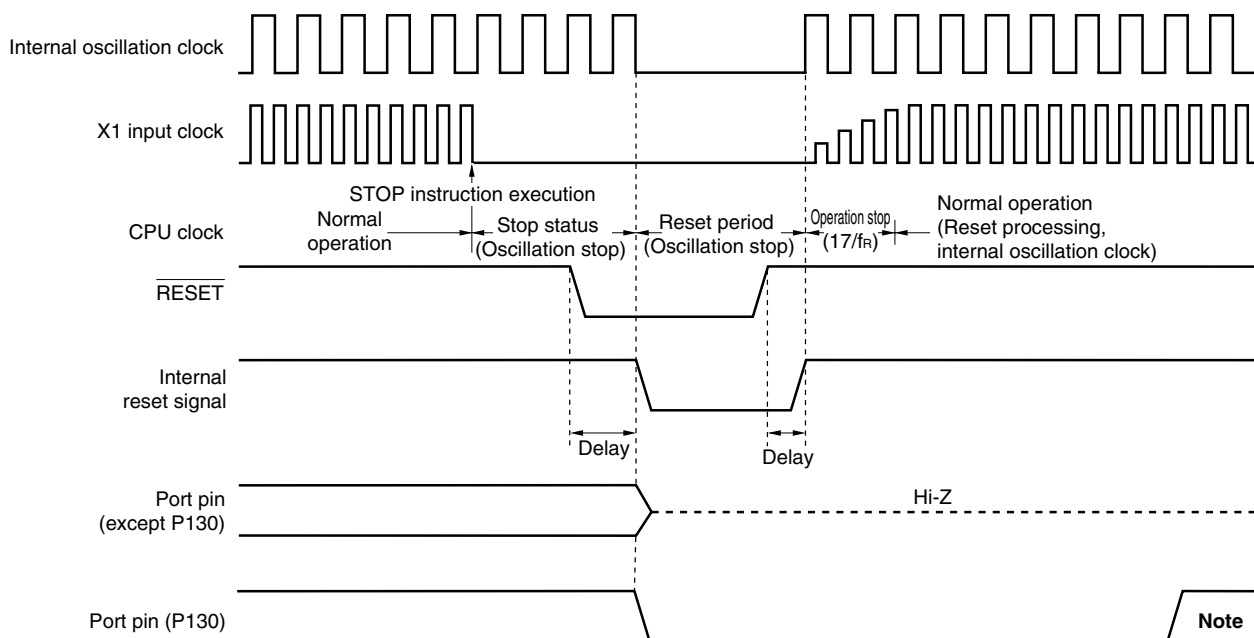 Internal oscillation clock
X1 input clock
STOP instruction execution
CPU clock
Normal
operation
Stop status
(Oscillation stop)
Reset period
(Oscillation stop)
Operation stop
(17/fR)
Normal operation
(Reset processing,
internal oscillation clock)
RESET
Internal
reset signal
Delay
Delay
Port pin
(except P130)
Hi-Z
Port pin (P130)
Note